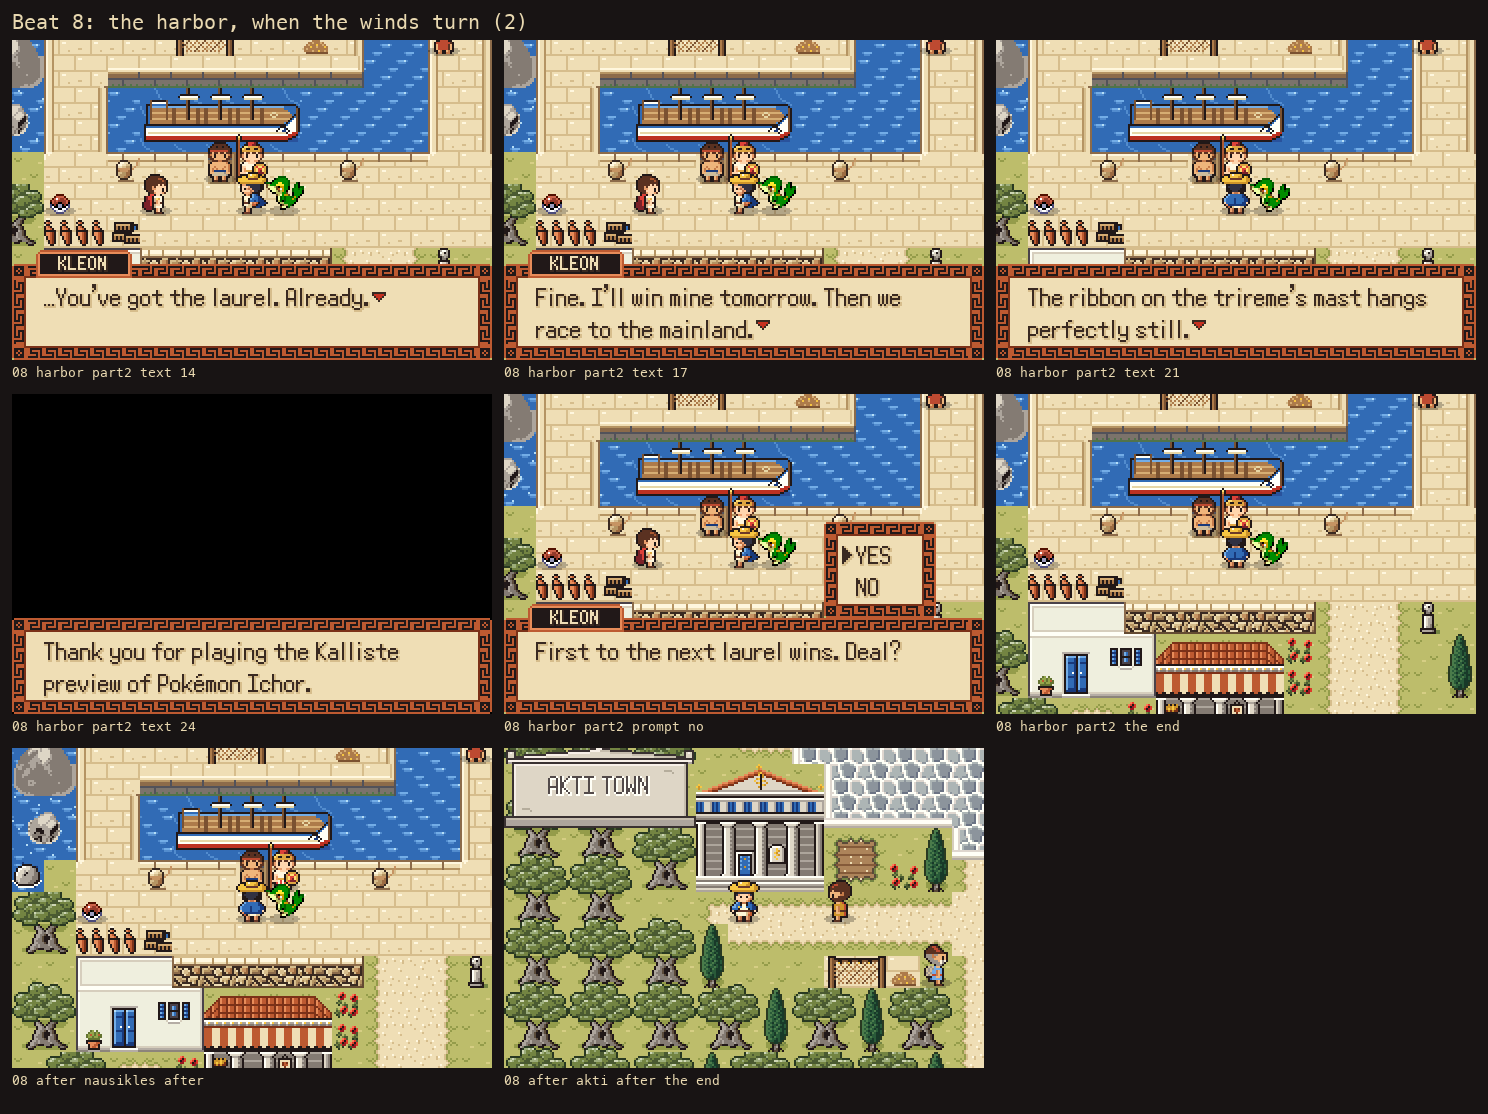 Beat 8: the harbor, when the winds turn (2)
KLEON
…You've got the laurel. Already.
08 harbor part2 text 14
KLEON
Fine. I'll win mine tomorrow. Then we
race to the mainland.
08 harbor part2 text 17
The ribbon on the trireme's mast hangs
perfectly still.
08 harbor part2 text 21
Thank you for playing the Kalliste
preview of Pokémon Ichor.
08 harbor part2 text 24
YES
NO
KLEON
First to the next laurel wins. Deal?
08 harbor part2 prompt no
08 harbor part2 the end
08 after nausikles after
AKTI TOWN
08 after akti after the end